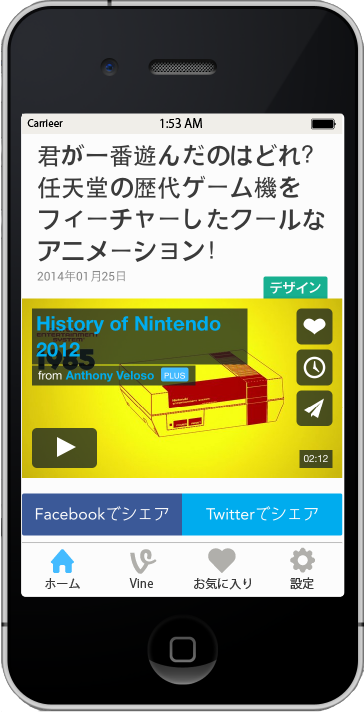 Carrieer 1:53 AM
君が一番遊んだのはどれ？
任天堂の歴代ゲーム機を
フィーチャーしたクールな
アニメーション！
2014年01月25日
デザイン
History of Nintendo
2012
ENTERTAINMENT
SYSTEM
1985
from Anthony Veloso PLUS
Nintendo
02:12
Facebookでシェア Twitterでシェア
ホーム Vine お気に入り 設定